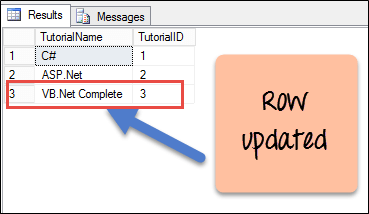 Results Messages
TutorialName TutorialID
1 C# 1
2 ASP.Net 2
3 VB.Net Complete 3
Row
updated